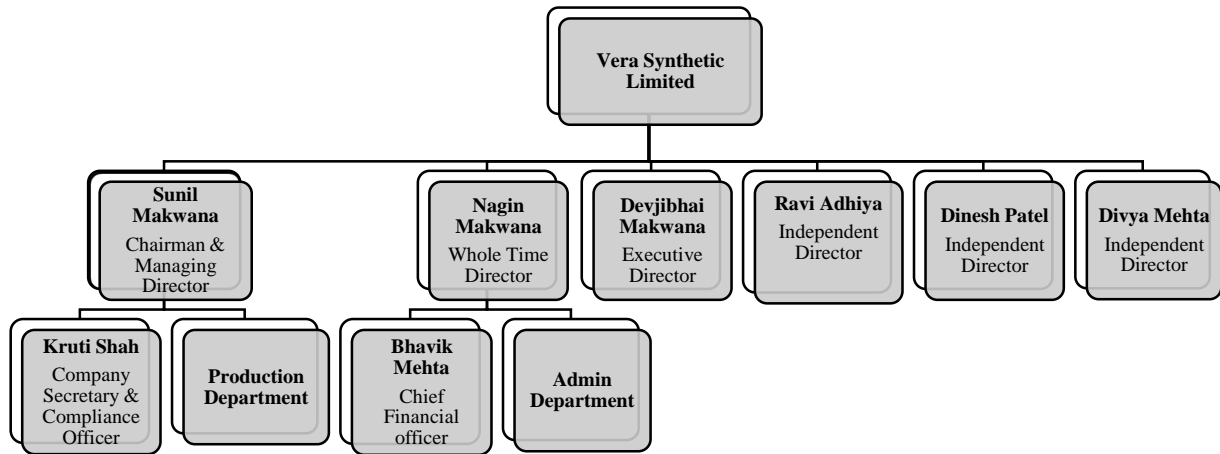 Vera Synthetic
Limited
Sunil
Makwana
Chairman &
Managing
Director
Nagin
Makwana
Whole Time
Director
Devjibhai
Makwana
Executive
Director
Ravi Adhiya
Independent
Director
Dinesh Patel
Independent
Director
Divya Mehta
Independent
Director
Kruti Shah
Company
Secretary &
Compliance
Officer
Production
Department
Bhavik
Mehta
Chief
Financial
officer
Admin
Department